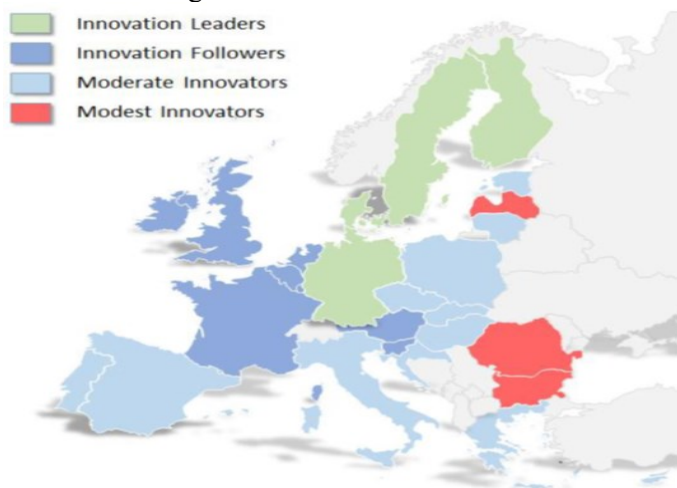 Innovation Leaders
Innovation Followers
Moderate Innovators
Modest Innovators